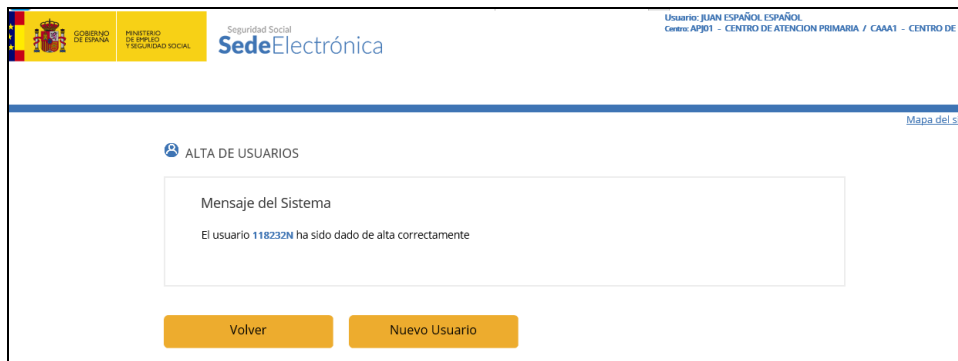 GOBIERNO
DE ESPAÑA
MINISTERIO
DE EMPLEO
Y SEGURIDAD SOCIAL
Seguridad Social
SedeElectrónica
Usuario: JUAN ESPAÑOL ESPAÑOL
Centro: APJ01 - CENTRO DE ATENCION PRIMARIA / CAAA1 - CENTRO DE
Mapa del s
ALTA DE USUARIOS
Mensaje del Sistema
El usuario 118232N ha sido dado de alta correctamente
Volver
Nuevo Usuario